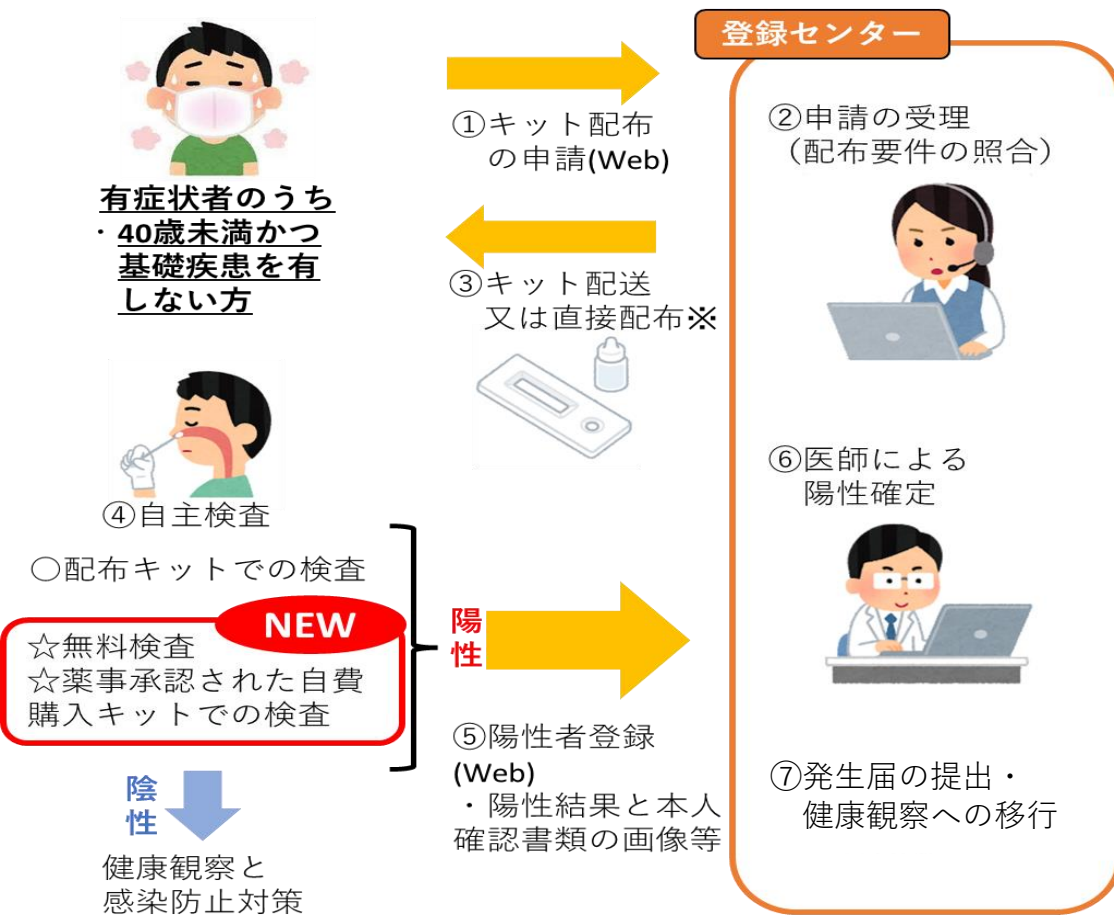 登録センター
①キット配布
の申請(Web)
②申請の受理
（配布要件の照合）
有症状者のうち
・40歳未満かつ
基礎疾患を有
しない方
③キット配送
又は直接配布※
④自主検査
○配布キットでの検査
NEW
☆無料検査
☆薬事承認された自費
購入キットでの検査
陽
性
⑤陽性者登録
(Web)
・陽性結果と本人
確認書類の画像等
⑥医師による
陽性確定
⑦発生届の提出・
健康観察への移行
陰
性
健康観察と
感染防止対策